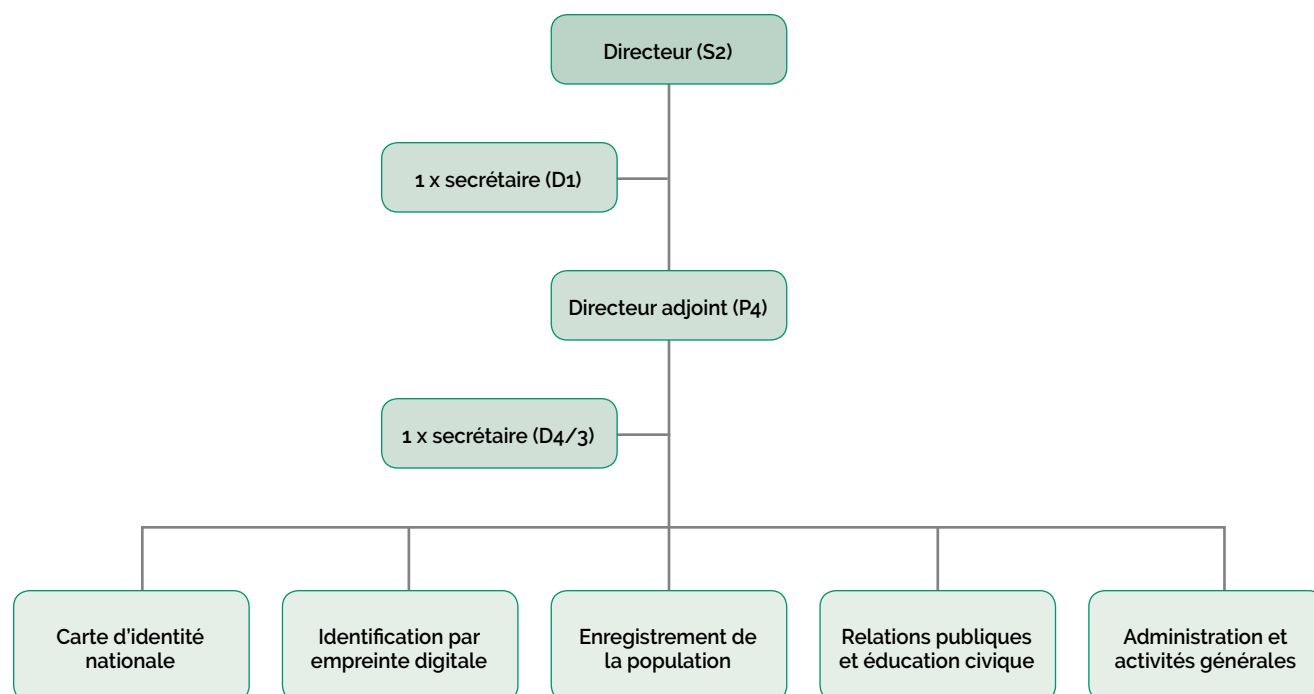 Directeur (S2)
1 x secrétaire (D1)
Directeur adjoint (P4)
1 x secrétaire (D4/3)
Carte d’identité
nationale
Identification par
empreinte digitale
Enregistrement de
la population
Relations publiques
et éducation civique
Administration et
activités générales